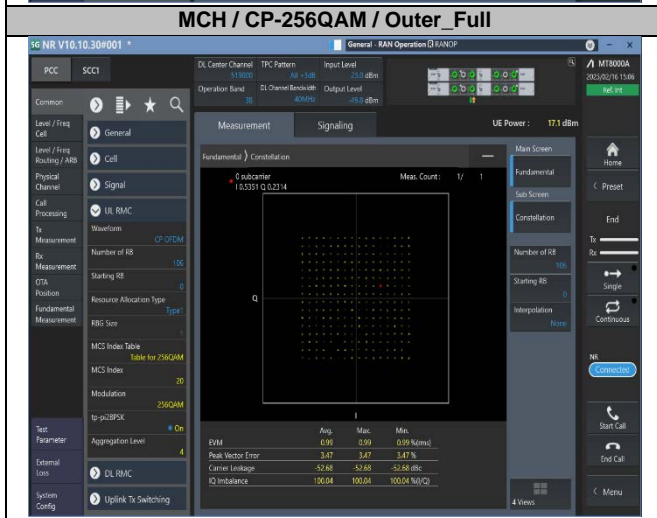 MCH / CP-256QAM / Outer_Full
5G NR V10.10.30#001 *
General - RAN Operation RANOP
PCC
SCC1
DL Center Channel
519000
TPC Pattern
All +3dB
Input Level
23.0 dBm
Operation Band
38
DL Channel Bandwidth
40MHz
Output Level
MT8000A
2023/02/16 15:06
Ref. Int
Common
Level / Freq
Cell
Level / Freq
Routing / ARB
Physical
Channel
Call
Processing
Tx
Measurement
Rx
Measurement
OTA
Position
Fundamental
Measurement
Test
Parameter
External
Loss
System
Config
General
Cell
Signal
UL RMC
Waveform
CP-OFDM
Number of RB
106
Starting RB
0
Resource Allocation Type
Type1
RBG Size
MCS Index Table
Table for 256QAM
MCS Index
20
Modulation
256QAM
tp-pi2BPSK
On
Aggregation Level
4
DL RMC
Uplink Tx Switching
Measurement
Signaling
UE Power : 17.1 dBm
Fundamental ⟩ Constellation
0 subcarrier
I 0.5351 Q 0.2314
Meas. Count : 1/ 1
Q
I
Avg. Max. Min.
EVM 0.99 0.99 0.99 %(rms)
Peak Vector Error 3.47 3.47 3.47 %
Carrier Leakage -52.68 -52.68 -52.68 dBc
IQ Imbalance 100.04 100.04 100.04 %(I/Q)
Main Screen
Fundamental
Sub Screen
Constellation
Number of RB
106
Starting RB
0
Interpolation
None
4 Views
Home
Preset
End
Tx
Rx
Single
Continuous
NR
Connected
Start Call
End Call
Menu